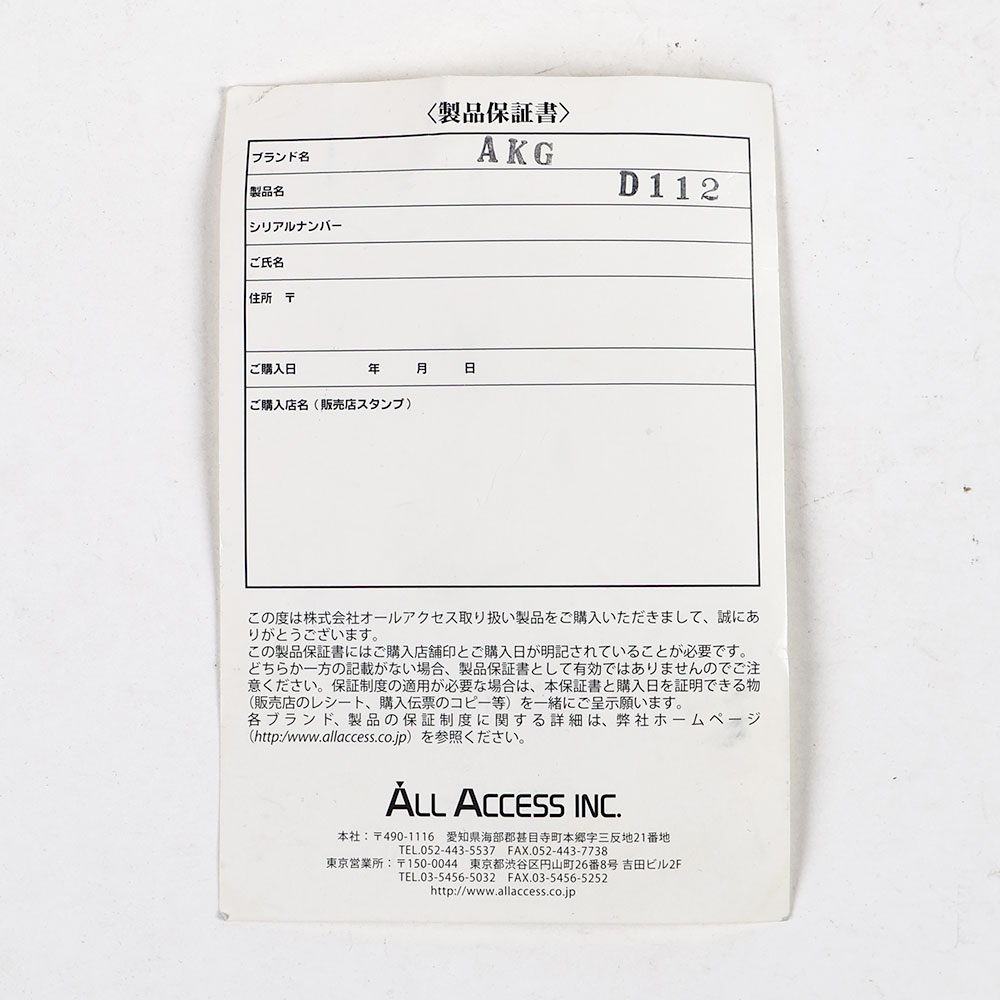 〈製品保証書〉
ブランド名 AKG
製品名 D112
シリアルナンバー
ご氏名
住所 〒
ご購入日 年 月 日
ご購入店名（販売店スタンプ）
この度は株式会社オールアクセス取り扱い製品をご購入いただきまして、誠にあ
りがとうございます。
この製品保証書にはご購入店舗印とご購入日が明記されていることが必要です。
どちらか一方の記載がない場合、製品保証書として有効ではありませんのでご注
意ください。保証制度の適用が必要な場合は、本保証書と購入日を証明できる物
（販売店のレシート、購入伝票のコピー等）を一緒にご呈示願います。
各ブランド、製品の保証制度に関する詳細は、弊社ホームページ
（http:/www.allaccess.co.jp）を参照ください。
ALL ACCESS INC.
本社：〒490-1116 愛知県海部郡甚目寺町本郷字三反地21番地
TEL.052-443-5537 FAX.052-443-7738
東京営業所：〒150-0044 東京都渋谷区円山町26番8号 吉田ビル2F
TEL.03-5456-5032 FAX.03-5456-5252
http://www.allaccess.co.jp